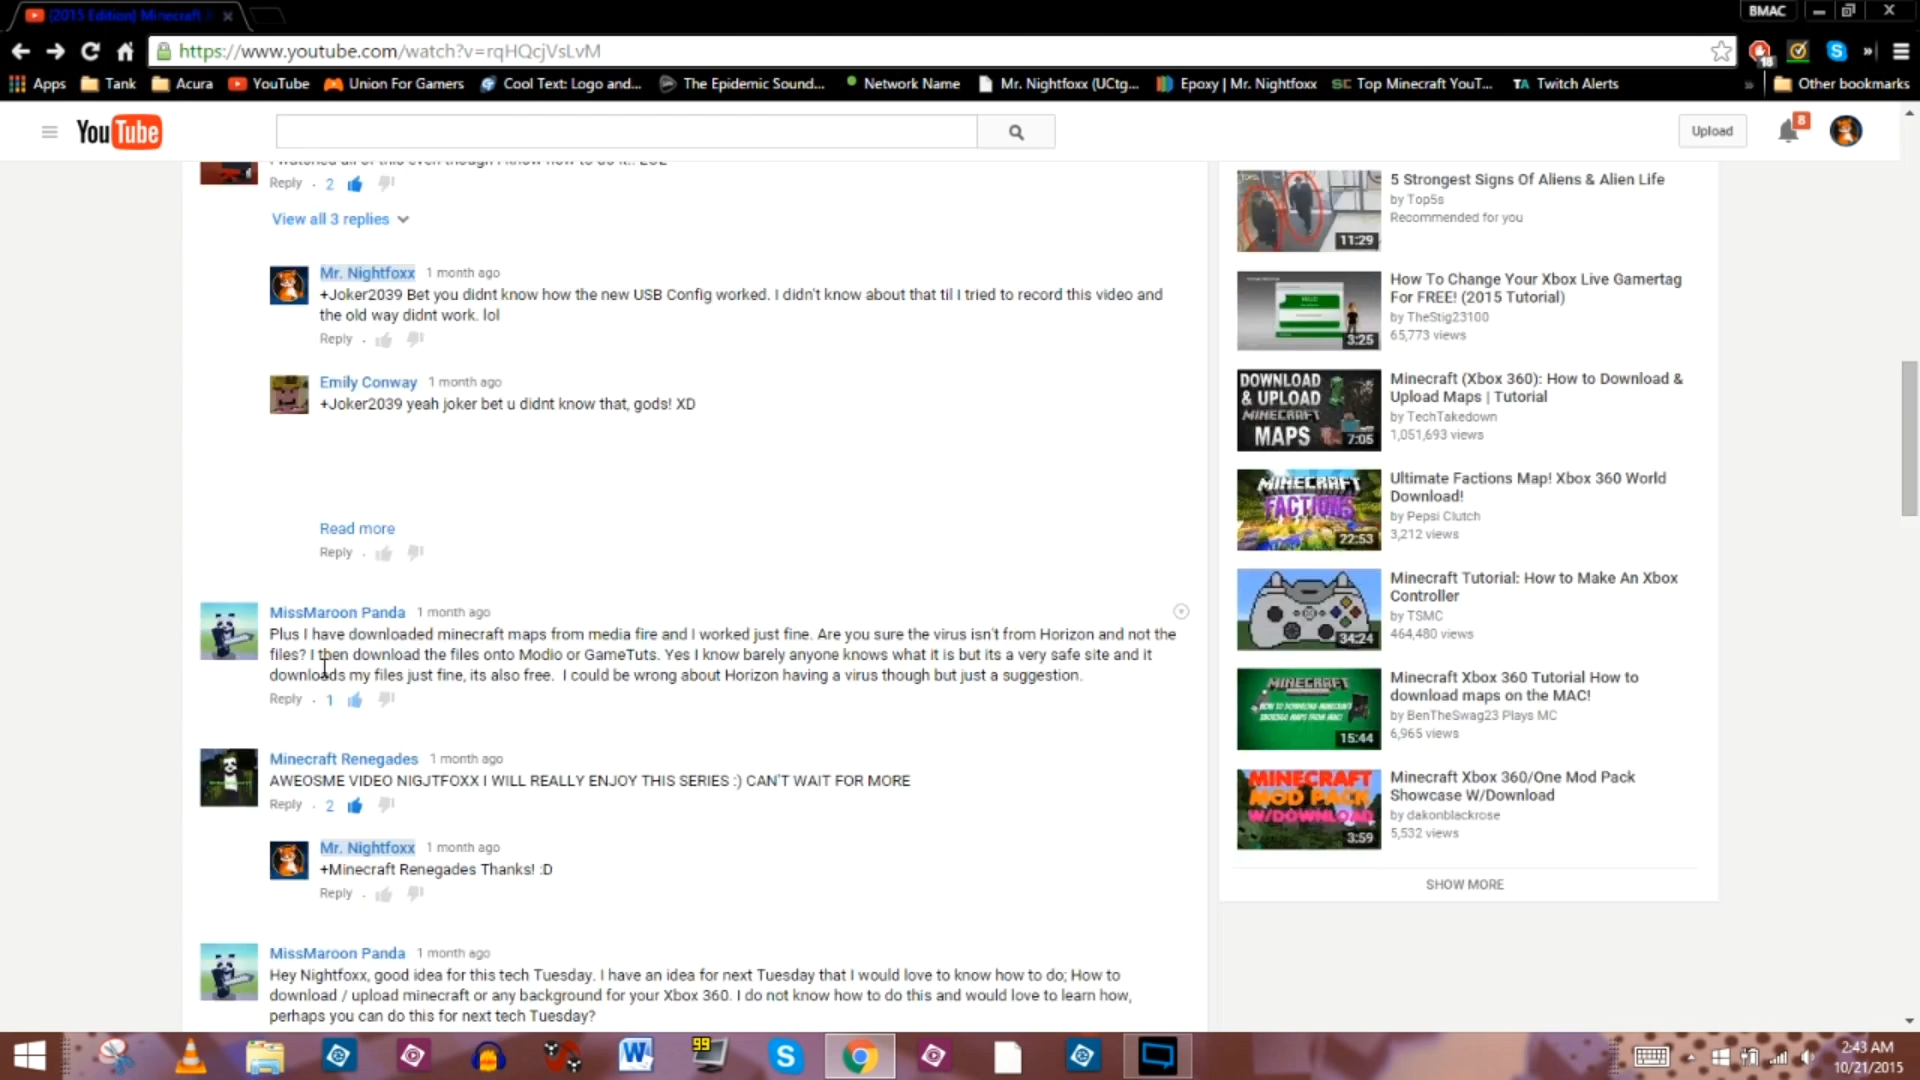 (2015 Edition) Minecraft
BMAC
https://www.youtube.com/watch?v=rqHQcjVsLvM
18
Apps
Tank
Acura
YouTube
Union For Gamers
Cool Text: Logo and...
The Epidemic Sound...
Network Name
Mr. Nightfoxx (UCtg...
Epoxy | Mr. Nightfoxx
SC Top Minecraft YouT...
TA Twitch Alerts
Other bookmarks
YouTube
Upload
8
I watched all of this even though I know how to do it.. LOL
Reply . 2
View all 3 replies
Mr. Nightfoxx 1 month ago
+Joker2039 Bet you didnt know how the new USB Config worked. I didn't know about that til I tried to record this video and
the old way didnt work. lol
Reply .
Emily Conway 1 month ago
+Joker2039 yeah joker bet u didnt know that, gods! XD
Read more
Reply .
MissMaroon Panda 1 month ago
Plus I have downloaded minecraft maps from media fire and I worked just fine. Are you sure the virus isn't from Horizon and not the
files? I then download the files onto Modio or GameTuts. Yes I know barely anyone knows what it is but its a very safe site and it
downloads my files just fine, its also free. I could be wrong about Horizon having a virus though but just a suggestion.
Reply . 1
Minecraft Renegades 1 month ago
AWEOSME VIDEO NIGJTFOXX I WILL REALLY ENJOY THIS SERIES :) CAN'T WAIT FOR MORE
Reply . 2
Mr. Nightfoxx 1 month ago
+Minecraft Renegades Thanks! :D
Reply .
MissMaroon Panda 1 month ago
Hey Nightfoxx, good idea for this tech Tuesday. I have an idea for next Tuesday that I would love to know how to do; How to
download / upload minecraft or any background for your Xbox 360. I do not know how to do this and would love to learn how,
perhaps you can do this for next tech Tuesday?
11:29
5 Strongest Signs Of Aliens & Alien Life
by Top5s
Recommended for you
3:25
How To Change Your Xbox Live Gamertag
For FREE! (2015 Tutorial)
by TheStig23100
65,773 views
DOWNLOAD
& UPLOAD
MINECRAFT
MAPS
7:05
Minecraft (Xbox 360): How to Download &
Upload Maps | Tutorial
by TechTakedown
1,051,693 views
MINECRAFT
FACTIONS
22:53
Ultimate Factions Map! Xbox 360 World
Download!
by Pepsi Clutch
3,212 views
34:24
Minecraft Tutorial: How to Make An Xbox
Controller
by TSMC
464,480 views
MINECRAFT
15:44
Minecraft Xbox 360 Tutorial How to
download maps on the MAC!
by BenTheSwag23 Plays MC
6,965 views
MINECRAFT
MOD PACK
W/DOWNLOAD
3:59
Minecraft Xbox 360/One Mod Pack
Showcase W/Download
by dakonblackrose
5,532 views
SHOW MORE
99
2:43 AM
10/21/2015